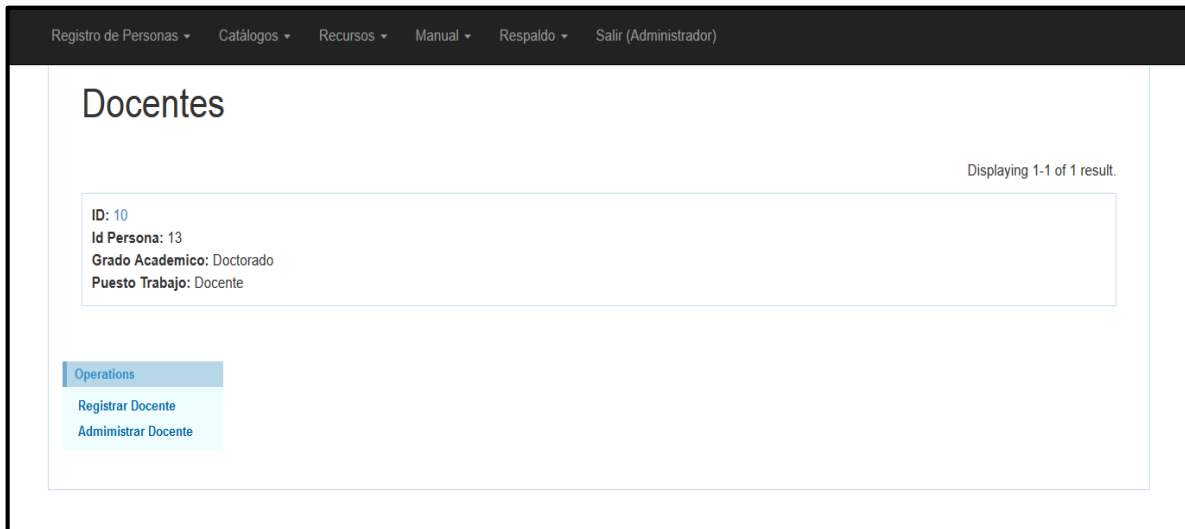 Registro de Personas Catálogos Recursos Manual Respaldo Salir (Administrador)
Docentes
Displaying 1-1 of 1 result.
ID: 10
Id Persona: 13
Grado Academico: Doctorado
Puesto Trabajo: Docente
Operations
Registrar Docente
Admimistrar Docente